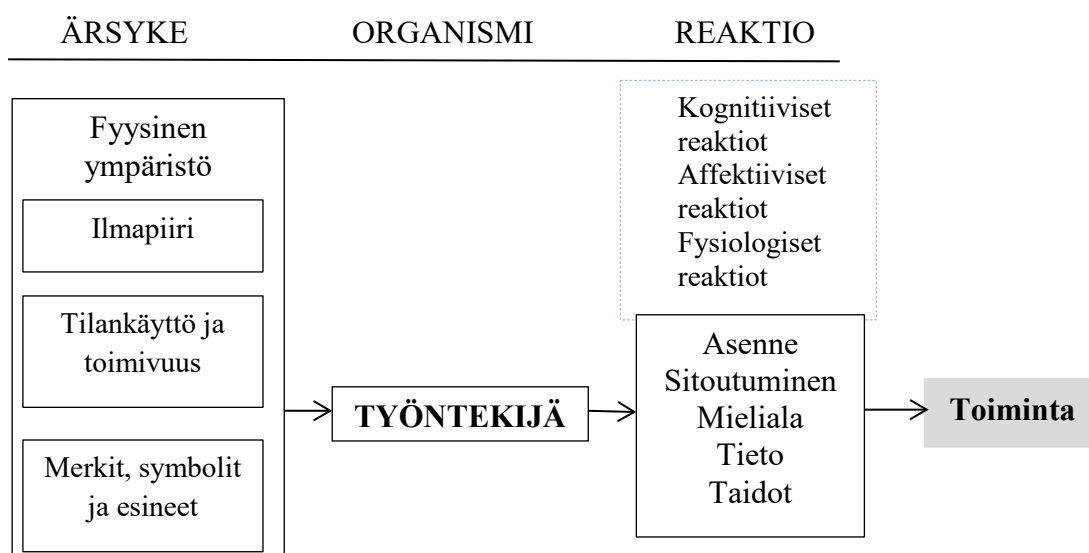 ÄRSYKE
ORGANISMI
REAKTIO
Fyysinen
ympäristö
Ilmapiiri
Tilankäyttö ja
toimivuus
Merkit, symbolit
ja esineet
TYÖNTEKIJÄ
Kognitiiviset
reaktiot
Affektiiviset
reaktiot
Fysiologiset
reaktiot
Asenne
Sitoutuminen
Mieliala
Tieto
Taidot
Toiminta